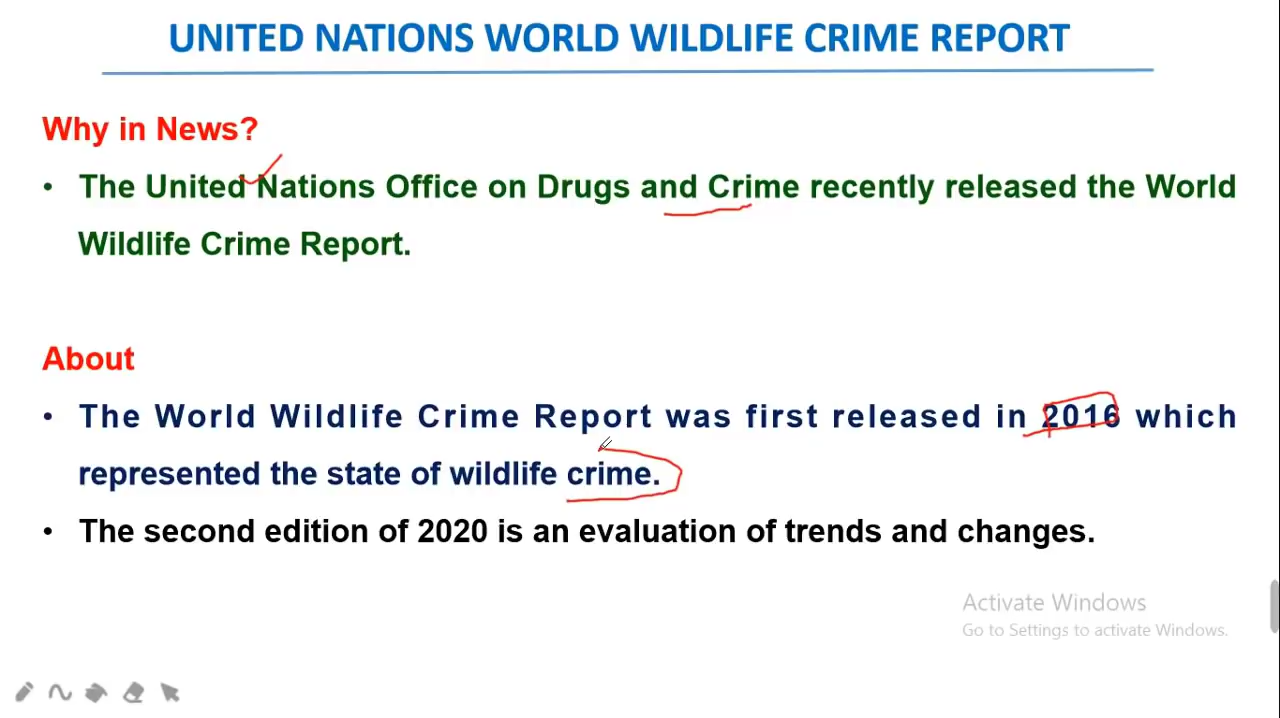 UNITED NATIONS WORLD WILDLIFE CRIME REPORT
Why in News?
• The United Nations Office on Drugs and Crime recently released the World
Wildlife Crime Report.
About
• The World Wildlife Crime Report was first released in 2016 which
represented the state of wildlife crime.
• The second edition of 2020 is an evaluation of trends and changes.
Activate Windows
Go to Settings to activate Windows.